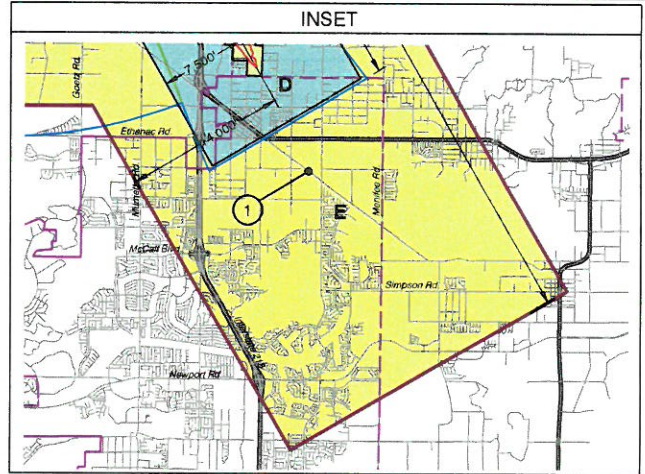 INSET
Goetz Rd.
7,500'
D
14,000'
Ethanac Rd.
Murrieta Rd
Menifee Rd
1
E
McCall Blvd
Simpson Rd.
Newport Rd